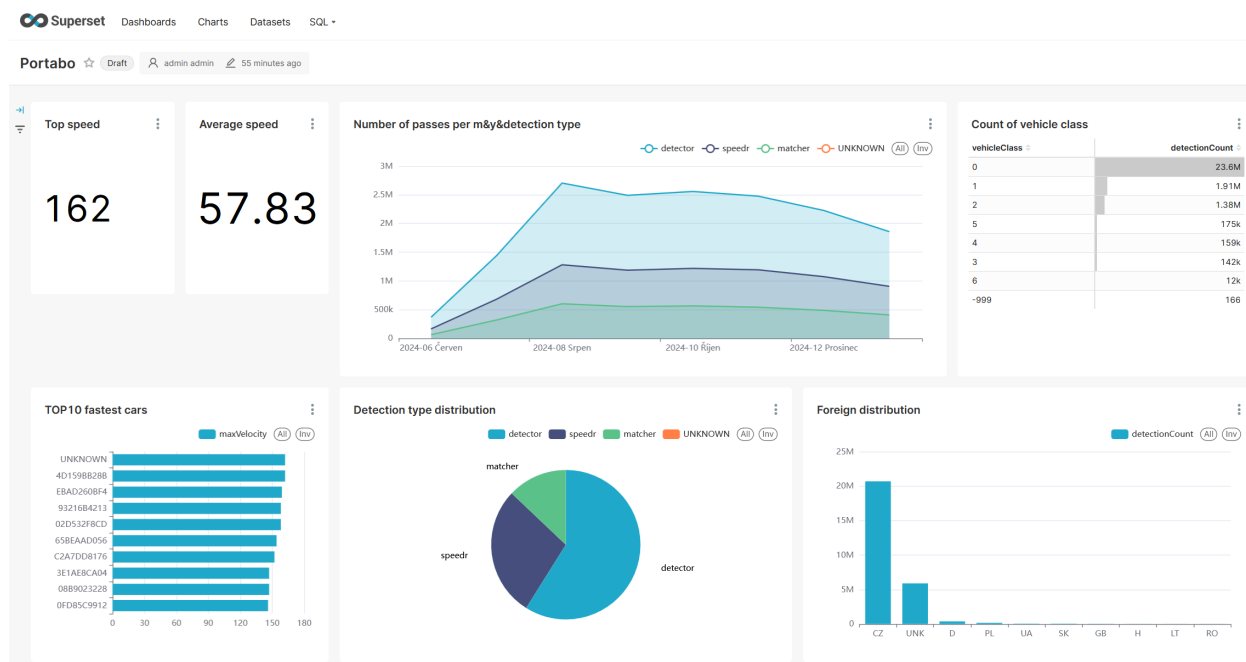 Superset Dashboards Charts Datasets SQL
Portabo Draft admin admin 55 minutes ago
Top speed
162
Average speed
57.83
Number of passes per m&y&detection type
detector speedr matcher UNKNOWN All Inv
3M
2.5M
2M
1.5M
1M
500k
0
2024-06 Červen 2024-08 Srpen 2024-10 Říjen 2024-12 Prosinec
Count of vehicle class
vehicleClass detectionCount
0 23.6M
1 1.91M
2 1.38M
5 175k
4 159k
3 142k
6 12k
-999 166
TOP10 fastest cars
maxVelocity All Inv
UNKNOWN
4D159BB28B
EBAD260BF4
93216B4213
02D532F8CD
65BEAAD056
C2A7DD8176
3E1AE8CA04
08B9023228
0FD85C9912
0 30 60 90 120 150 180
Detection type distribution
detector speedr matcher UNKNOWN All Inv
matcher
speedr
detector
Foreign distribution
detectionCount All Inv
25M
20M
15M
10M
5M
0
CZ UNK D PL UA SK GB H LT RO